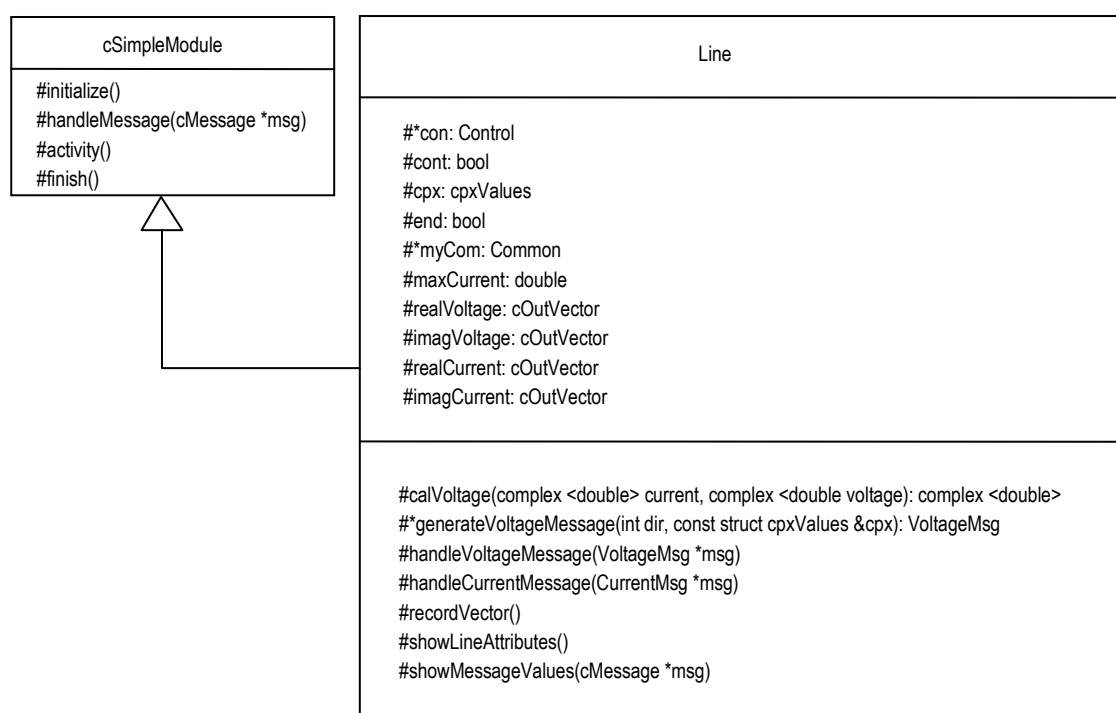 cSimpleModule
#initialize()
#handleMessage(cMessage *msg)
#activity()
#finish()
Line
#*con: Control
#cont: bool
#cpx: cpxValues
#end: bool
#*myCom: Common
#maxCurrent: double
#realVoltage: cOutVector
#imagVoltage: cOutVector
#realCurrent: cOutVector
#imagCurrent: cOutVector
#calVoltage(complex <double> current, complex <double voltage): complex <double>
#*generateVoltageMessage(int dir, const struct cpxValues &cpx): VoltageMsg
#handleVoltageMessage(VoltageMsg *msg)
#handleCurrentMessage(CurrentMsg *msg)
#recordVector()
#showLineAttributes()
#showMessageValues(cMessage *msg)